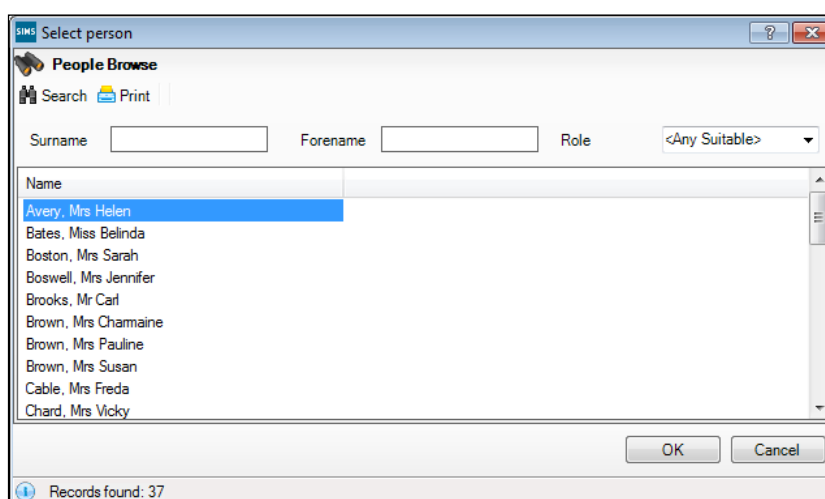 SIMS Select person
People Browse
Search Print
Surname Forename Role <Any Suitable>
Name
Avery, Mrs Helen
Bates, Miss Belinda
Boston, Mrs Sarah
Boswell, Mrs Jennifer
Brooks, Mr Carl
Brown, Mrs Charmaine
Brown, Mrs Pauline
Brown, Mrs Susan
Cable, Mrs Freda
Chard, Mrs Vicky
OK Cancel
Records found: 37